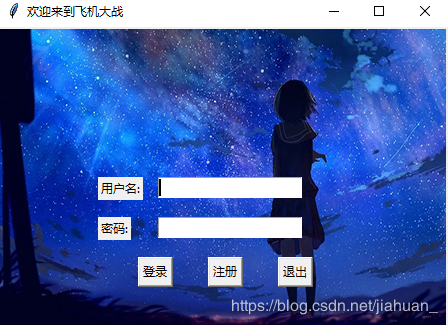 欢迎来到飞机大战
用户名:
密码:
登录 注册 退出
https://blog.csdn.net/jiahuan_